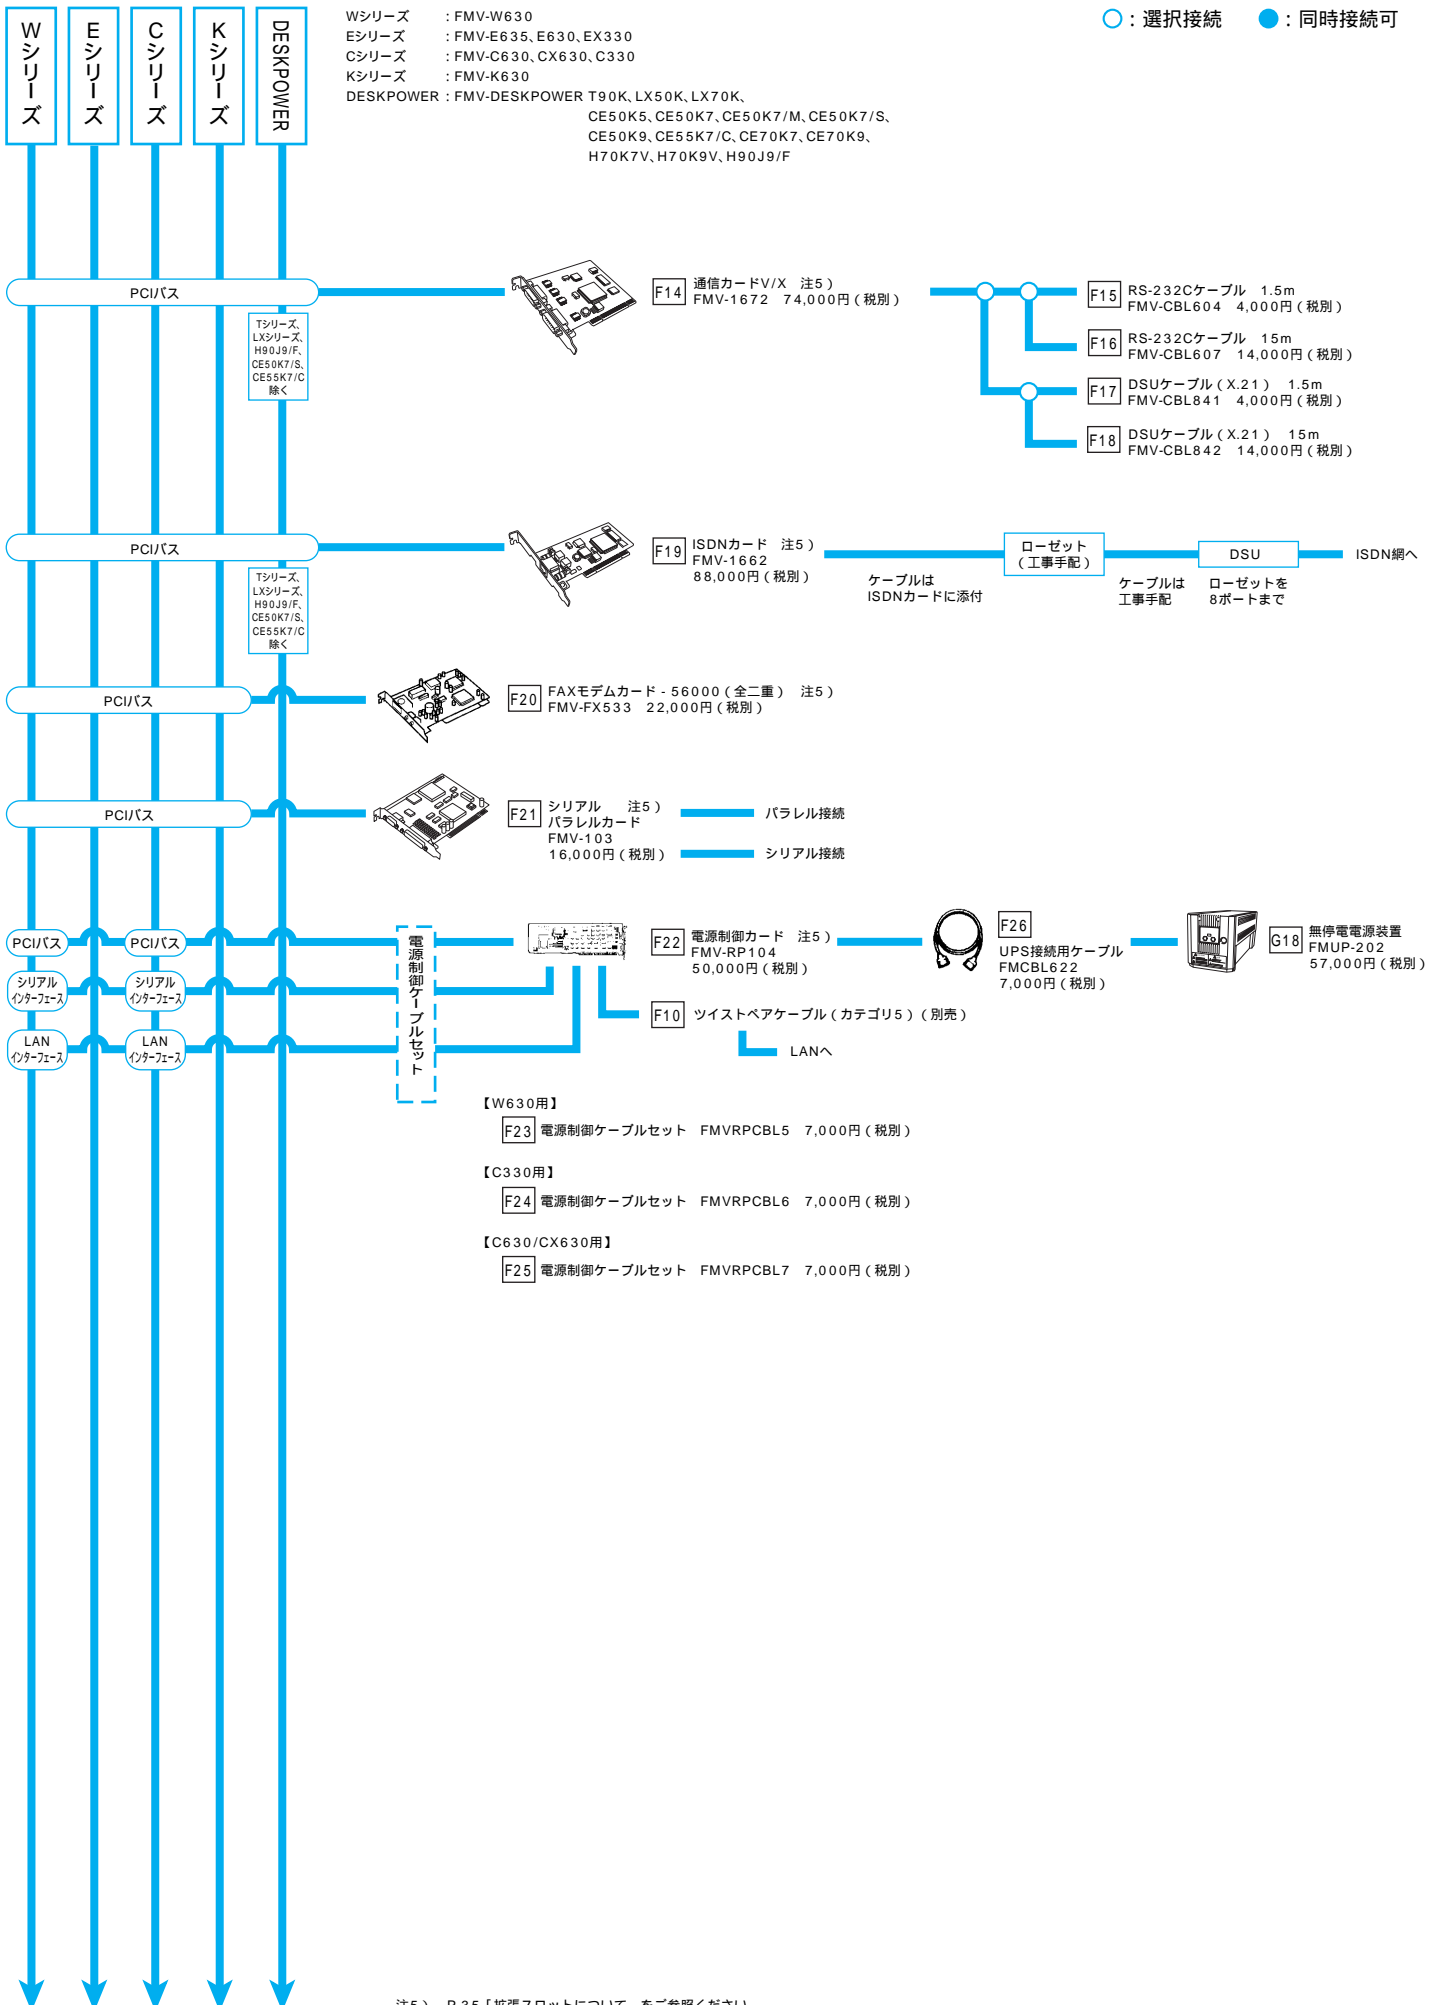 Wシリーズ
Eシリーズ
Cシリーズ
Kシリーズ
DESKPOWER
Wシリーズ : FMV-W630
Eシリーズ : FMV-E635、E630、EX330
Cシリーズ : FMV-C630、CX630、C330
Kシリーズ : FMV-K630
DESKPOWER : FMV-DESKPOWER T90K、LX50K、LX70K、
CE50K5、CE50K7、CE50K7/M、CE50K7/S、
CE50K9、CE55K7/C、CE70K7、CE70K9、
H70K7V、H70K9V、H90J9/F
○：選択接続 ●：同時接続可
PCIバス
Tシリーズ、
LXシリーズ、
H90J9/F、
CE50K7/S、
CE55K7/C
除く
F14 通信カードV/X 注5）
FMV-1672 74,000円（税別）
F15 RS-232Cケーブル 1.5m
FMV-CBL604 4,000円（税別）
F16 RS-232Cケーブル 15m
FMV-CBL607 14,000円（税別）
F17 DSUケーブル（X.21） 1.5m
FMV-CBL841 4,000円（税別）
F18 DSUケーブル（X.21） 15m
FMV-CBL842 14,000円（税別）
PCIバス
Tシリーズ、
LXシリーズ、
H90J9/F、
CE50K7/S、
CE55K7/C
除く
F19 ISDNカード 注5）
FMV-1662
88,000円（税別）
ケーブルは
ISDNカードに添付
ローゼット
（工事手配）
ケーブルは
工事手配
DSU
ローゼットを
8ポートまで
ISDN網へ
PCIバス
F20 FAXモデムカード - 56000（全二重） 注5）
FMV-FX533 22,000円（税別）
PCIバス
F21 シリアル 注5）
パラレルカード
FMV-103
16,000円（税別）
パラレル接続
シリアル接続
PCIバス
PCIバス
シリアル
インターフェース
シリアル
インターフェース
LAN
インターフェース
LAN
インターフェース
電源制御ケーブルセット
F22 電源制御カード 注5）
FMV-RP104
50,000円（税別）
F26
UPS接続用ケーブル
FMCBL622
7,000円（税別）
G18 無停電電源装置
FMUP-202
57,000円（税別）
F10 ツイストペアケーブル（カテゴリ5）（別売）
LANへ
【W630用】
F23 電源制御ケーブルセット FMVRPCBL5 7,000円（税別）
【C330用】
F24 電源制御ケーブルセット FMVRPCBL6 7,000円（税別）
【C630/CX630用】
F25 電源制御ケーブルセット FMVRPCBL7 7,000円（税別）
注5） P.35「拡張スロットについて」をご参照ください